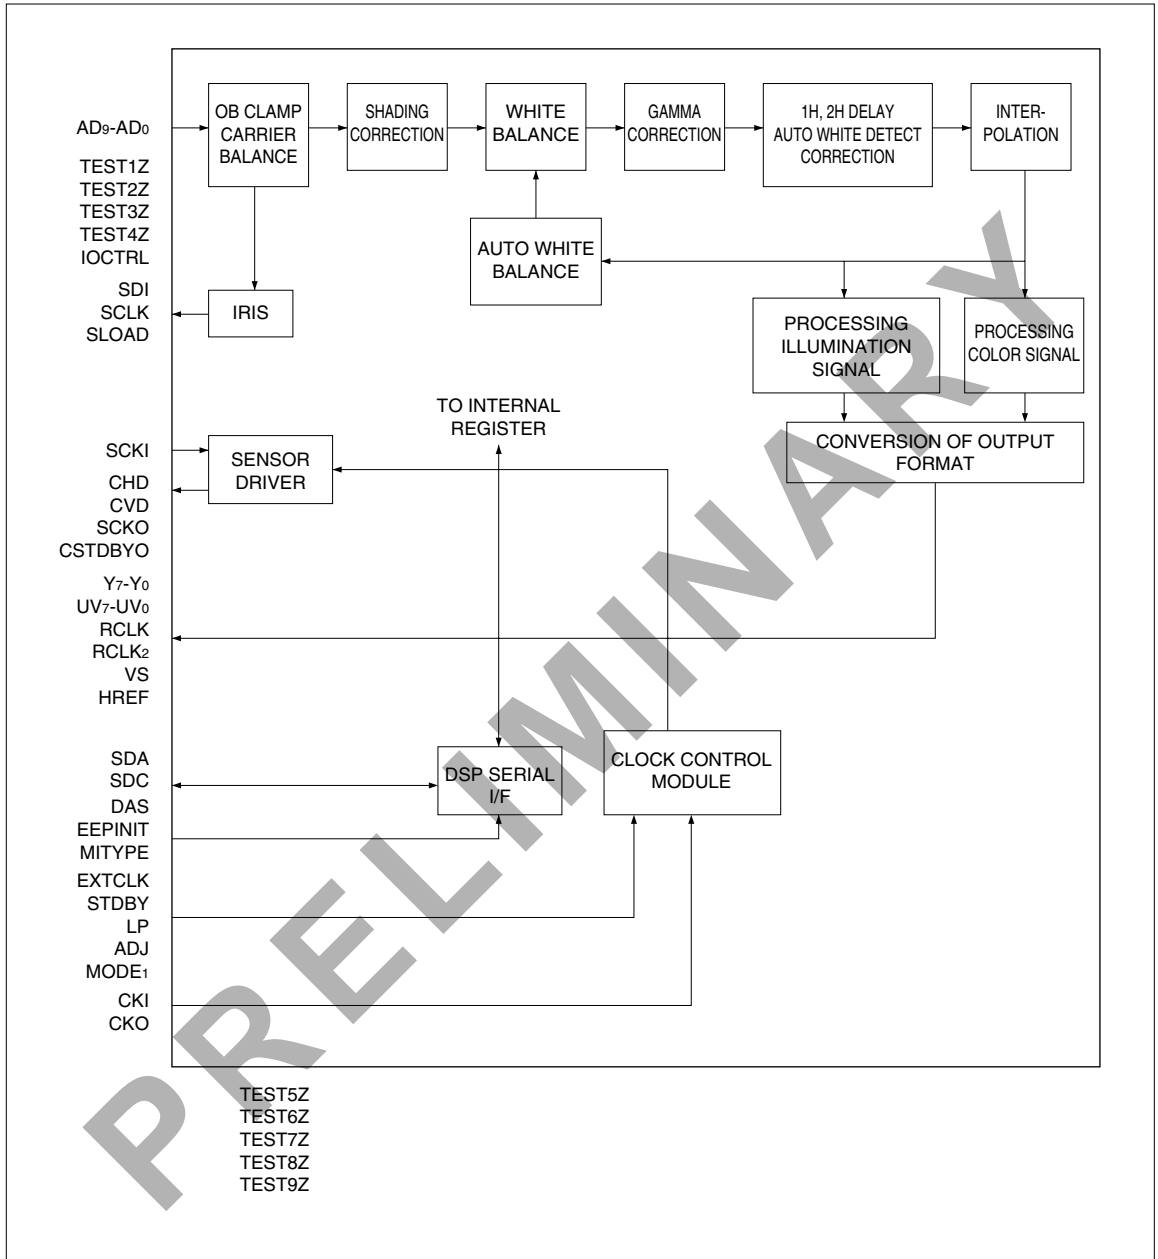 OB CLAMP
CARRIER
BALANCE
SHADING
CORRECTION
WHITE
BALANCE
GAMMA
CORRECTION
1H, 2H DELAY
AUTO WHITE DETECT
CORRECTION
INTER-
POLATION
AD9-AD0
TEST1Z
TEST2Z
TEST3Z
TEST4Z
IOCTRL
AUTO WHITE
BALANCE
SDI
SCLK
SLOAD
IRIS
PROCESSING
ILLUMINATION
SIGNAL
PROCESSING
COLOR SIGNAL
TO INTERNAL
REGISTER
CONVERSION OF OUTPUT
FORMAT
SCKI
CHD
CVD
SCKO
CSTDBYO
SENSOR
DRIVER
Y7-Y0
UV7-UV0
RCLK
RCLK2
VS
HREF
SDA
SDC
DAS
EEPINIT
MITYPE
DSP SERIAL
I/F
CLOCK CONTROL
MODULE
EXTCLK
STDBY
LP
ADJ
MODE1
CKI
CKO
TEST5Z
TEST6Z
TEST7Z
TEST8Z
TEST9Z
PRELIMINARY